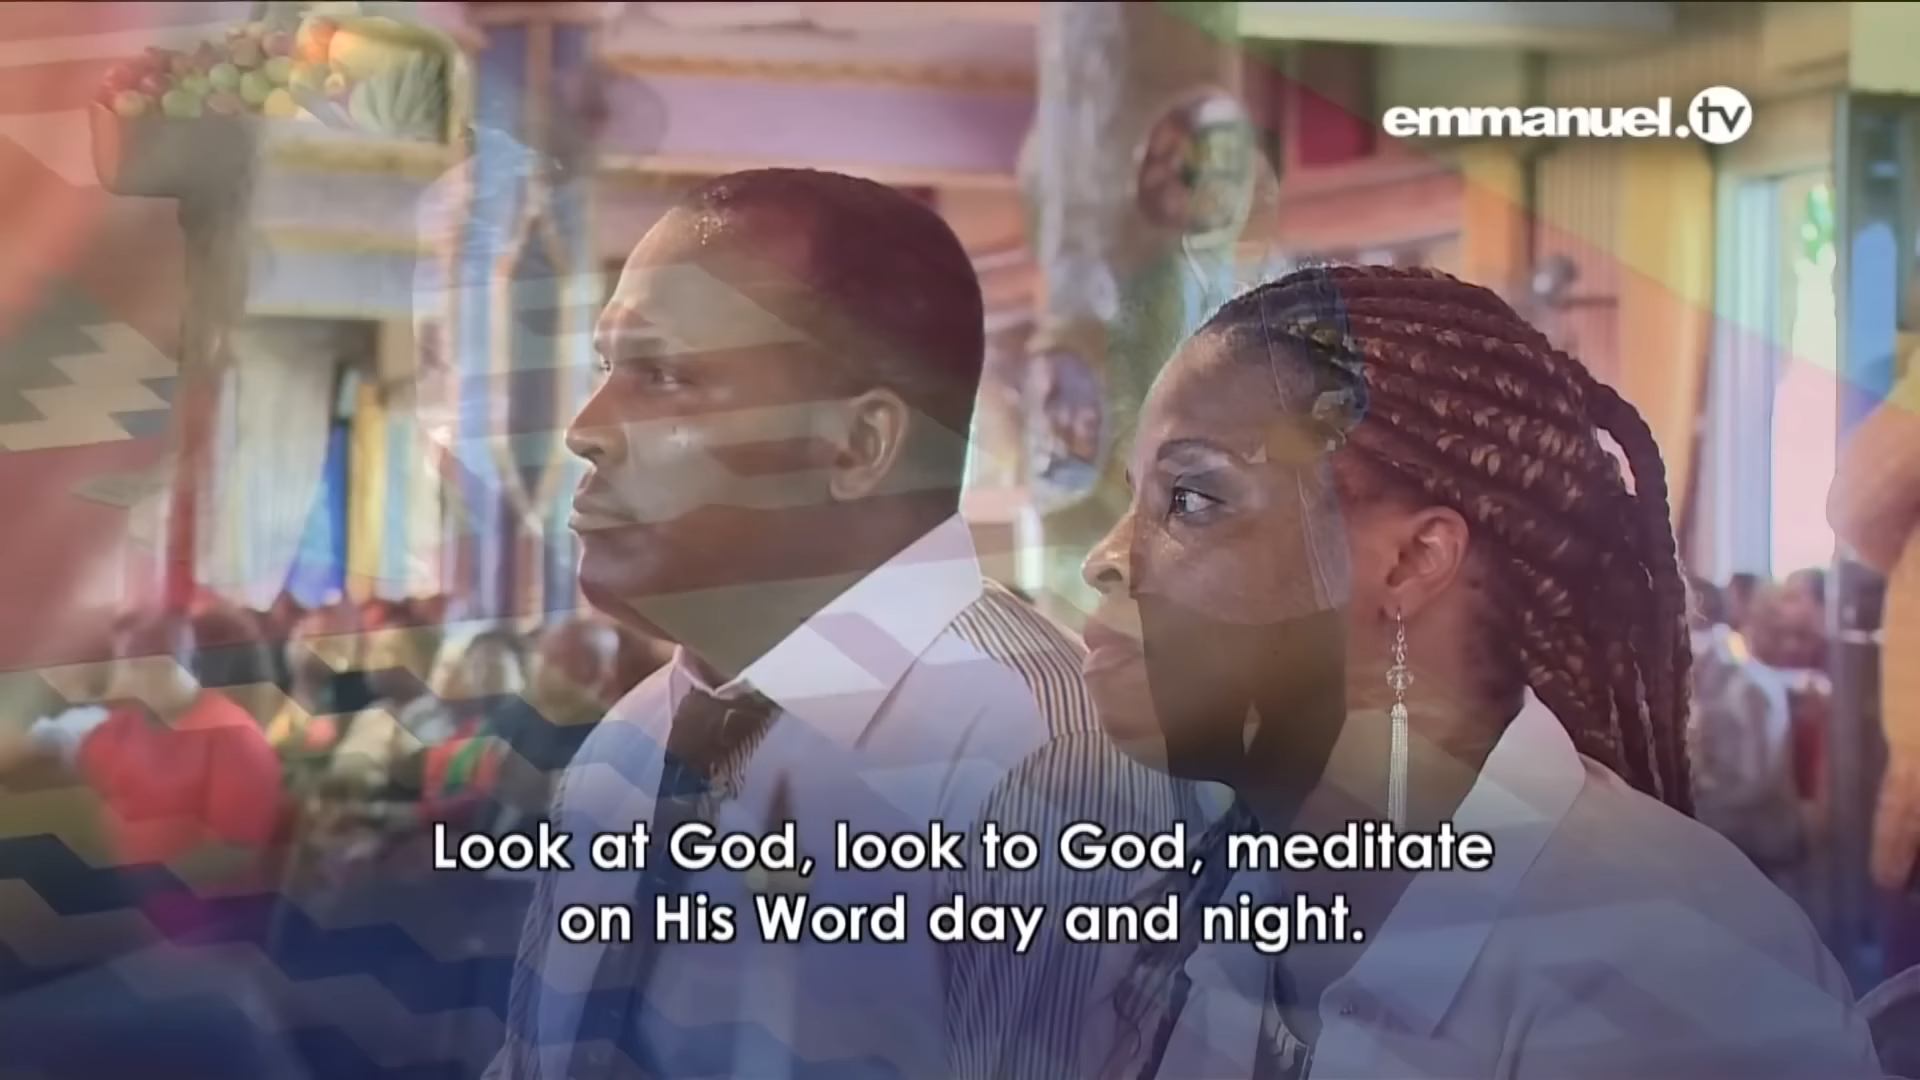 emmanuel.tv
Look at God, look to God, meditate
on His Word day and night.